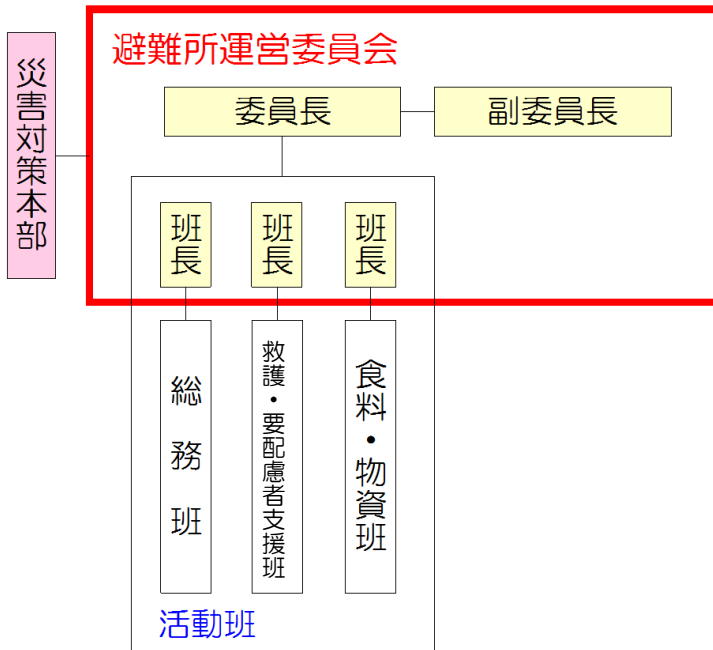 災害対策本部
避難所運営委員会
委員長
副委員長
班長
班長
班長
総務班
救護・要配慮者支援班
食料・物資班
活動班